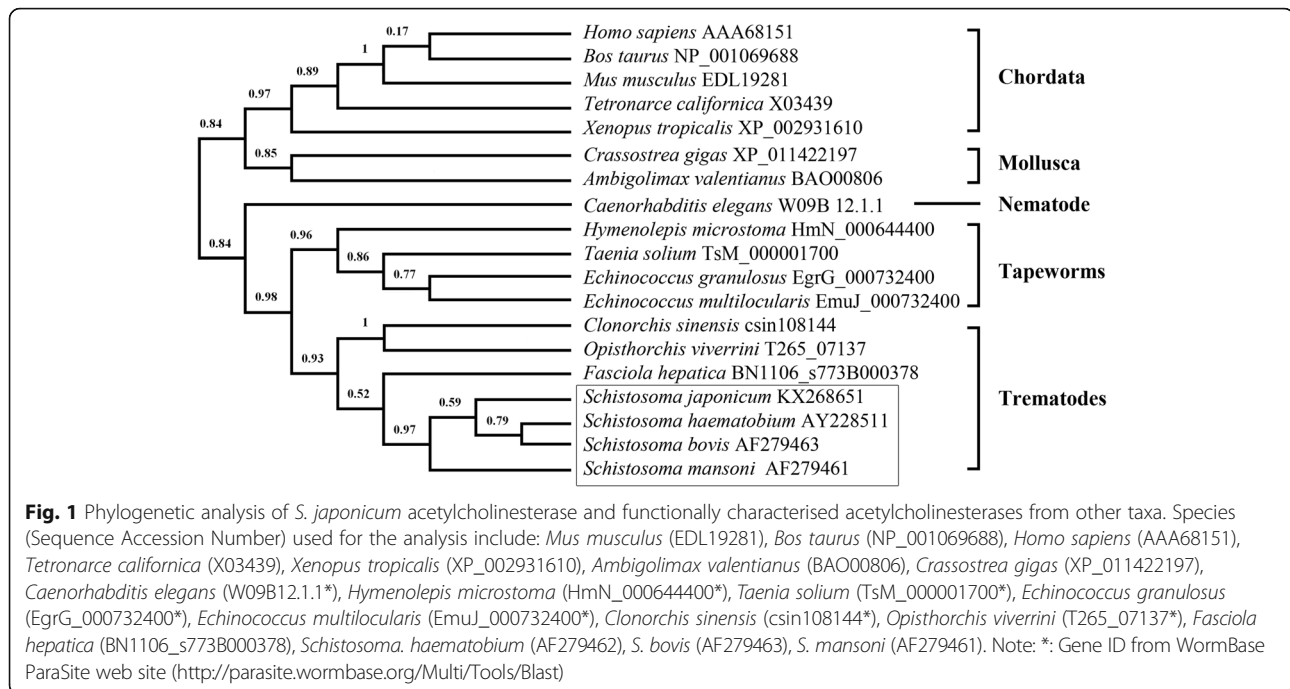 0.17
Homo sapiens AAA68151
1
Bos taurus NP_001069688
0.89
Mus musculus EDL19281
Chordata
0.97
Tetronarce californica X03439
0.84
Xenopus tropicalis XP_002931610
0.85
Crassostrea gigas XP_011422197
Mollusca
Ambigolimax valentianus BAO00806
Caenorhabditis elegans W09B 12.1.1
Nematode
0.84
0.96
Hymenolepis microstoma HmN_000644400
0.86
Taenia solium TsM_000001700
0.77
Echinococcus granulosus EgrG_000732400
Tapeworms
0.98
Echinococcus multilocularis EmuJ_000732400
1
Clonorchis sinensis csin108144
0.93
Opisthorchis viverrini T265_07137
0.52
Fasciola hepatica BN1106_s773B000378
0.59
Schistosoma japonicum KX268651
Trematodes
0.79
Schistosoma haematobium AY228511
0.97
Schistosoma bovis AF279463
Schistosoma mansoni AF279461
Fig. 1 Phylogenetic analysis of S. japonicum acetylcholinesterase and functionally characterised acetylcholinesterases from other taxa. Species
(Sequence Accession Number) used for the analysis include: Mus musculus (EDL19281), Bos taurus (NP_001069688), Homo sapiens (AAA68151),
Tetronarce californica (X03439), Xenopus tropicalis (XP_002931610), Ambigolimax valentianus (BAO00806), Crassostrea gigas (XP_011422197),
Caenorhabditis elegans (W09B12.1.1*), Hymenolepis microstoma (HmN_000644400*), Taenia solium (TsM_000001700*), Echinococcus granulosus
(EgrG_000732400*), Echinococcus multilocularis (EmuJ_000732400*), Clonorchis sinensis (csin108144*), Opisthorchis viverrini (T265_07137*), Fasciola
hepatica (BN1106_s773B000378), Schistosoma. haematobium (AF279462), S. bovis (AF279463), S. mansoni (AF279461). Note: *: Gene ID from WormBase
ParaSite web site (http://parasite.wormbase.org/Multi/Tools/Blast)